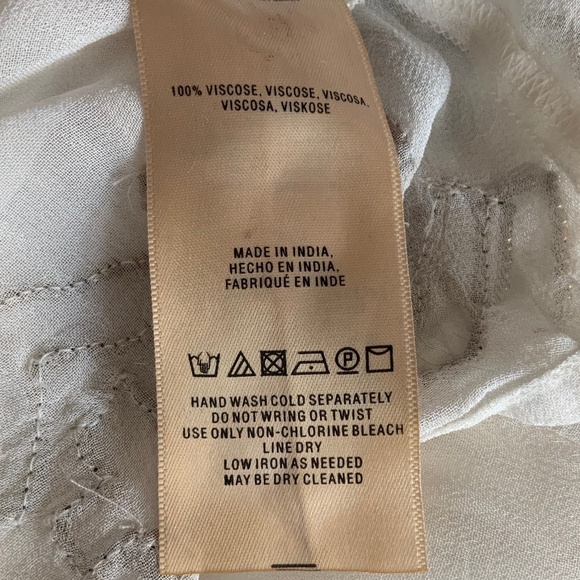 100% VISCOSE, VISCOSE, VISCOSA,
VISCOSA, VISKOSE
MADE IN INDIA,
HECHO EN INDIA,
FABRIQUÉ EN INDE
P
HAND WASH COLD SEPARATELY
DO NOT WRING OR TWIST
USE ONLY NON-CHLORINE BLEACH
LINE DRY
LOW IRON AS NEEDED
MAY BE DRY CLEANED